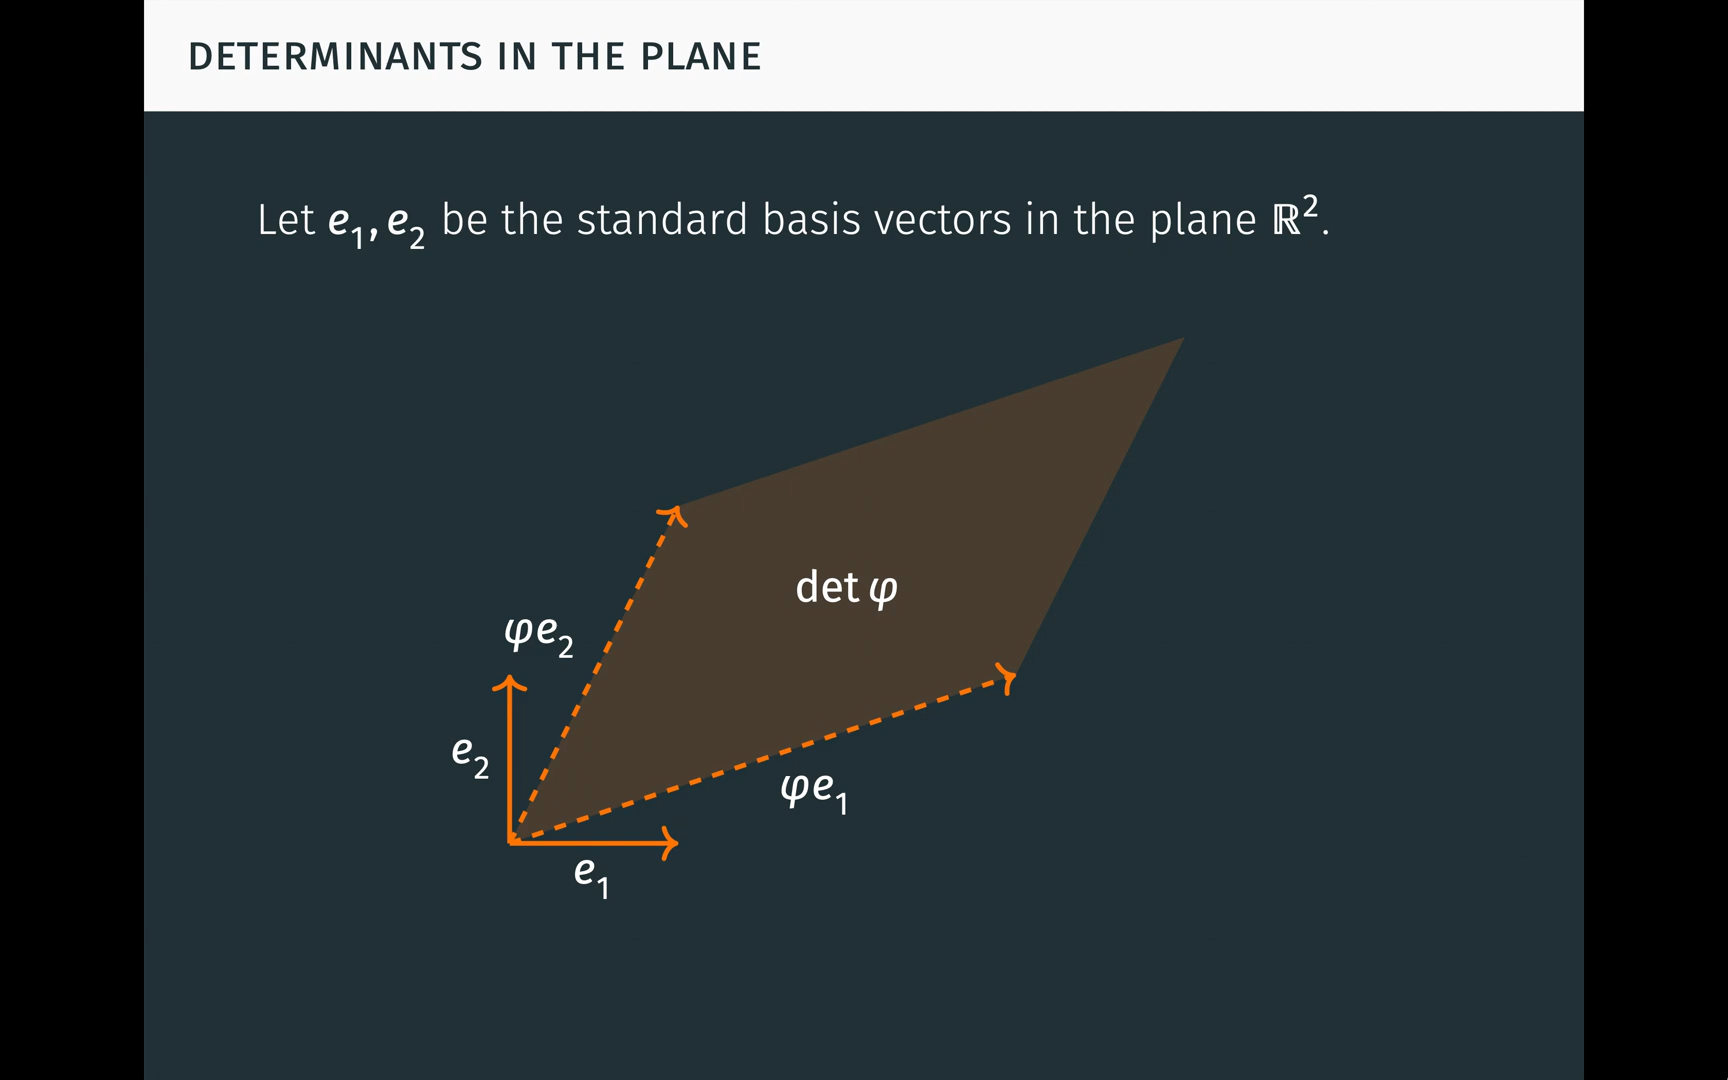 DETERMINANTS IN THE PLANE
Let e₁, e₂ be the standard basis vectors in the plane ℝ².
det φ
φe₂
e₂
φe₁
e₁